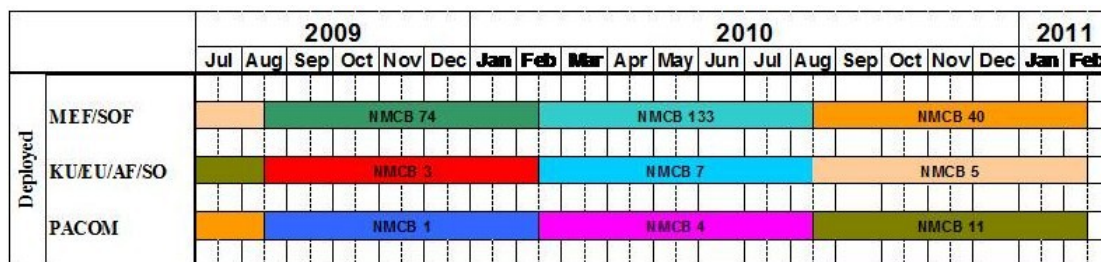 2009 2010 2011
Jul Aug Sep Oct Nov Dec Jan Feb Mar Apr May Jun Jul Aug Sep Oct Nov Dec Jan Feb
Deployed
MEF/SOF NMCB 74 NMCB 133 NMCB 40
KU/EU/AF/SO NMCB 3 NMCB 7 NMCB 5
PACOM NMCB 1 NMCB 4 NMCB 11